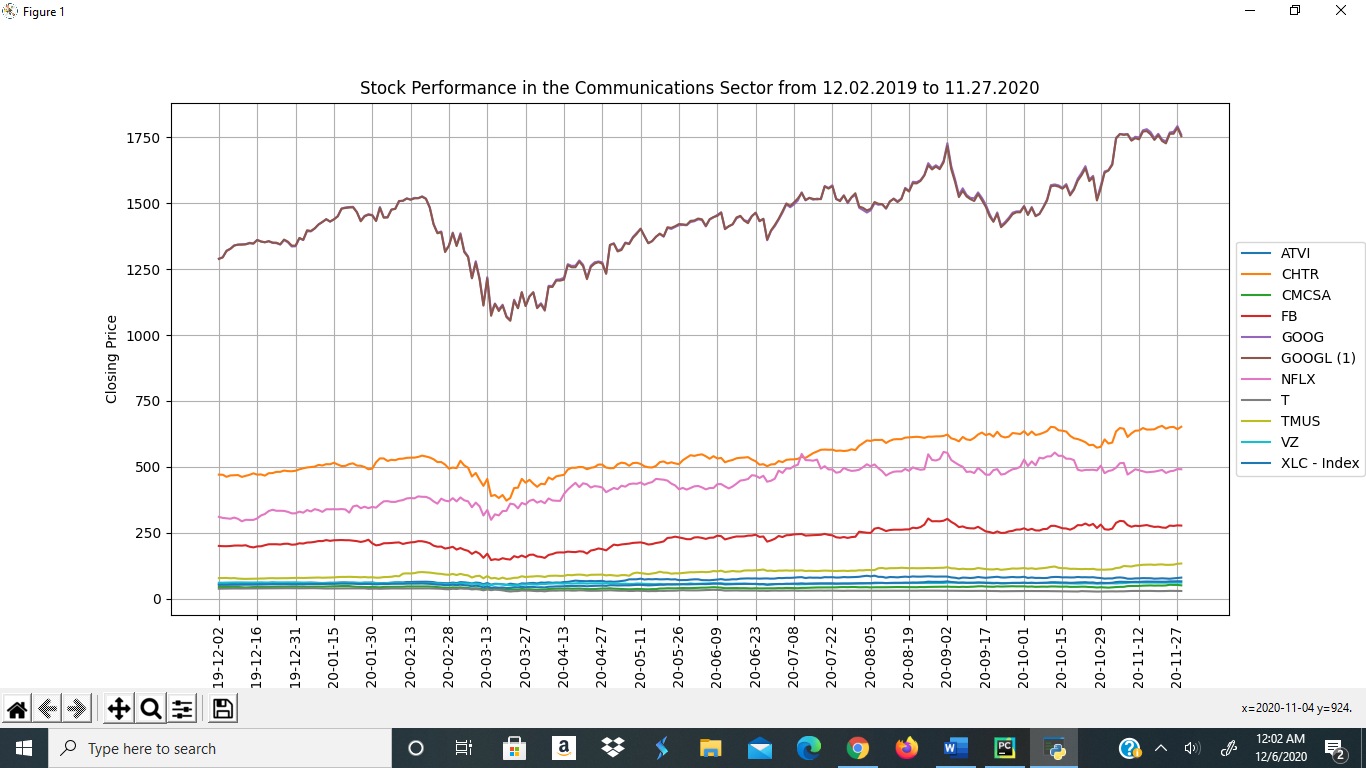 Figure 1
Stock Performance in the Communications Sector from 12.02.2019 to 11.27.2020
Closing Price
1750
1500
1250
1000
750
500
250
0
19-12-02
19-12-16
19-12-31
20-01-15
20-01-30
20-02-13
20-02-28
20-03-13
20-03-27
20-04-13
20-04-27
20-05-11
20-05-26
20-06-09
20-06-23
20-07-08
20-07-22
20-08-05
20-08-19
20-09-02
20-09-17
20-10-01
20-10-15
20-10-29
20-11-12
20-11-27
ATVI
CHTR
CMCSA
FB
GOOG
GOOGL (1)
NFLX
T
TMUS
VZ
XLC - Index
x=2020-11-04 y=924.
Type here to search
a
W
PC
12:02 AM
12/6/2020
2